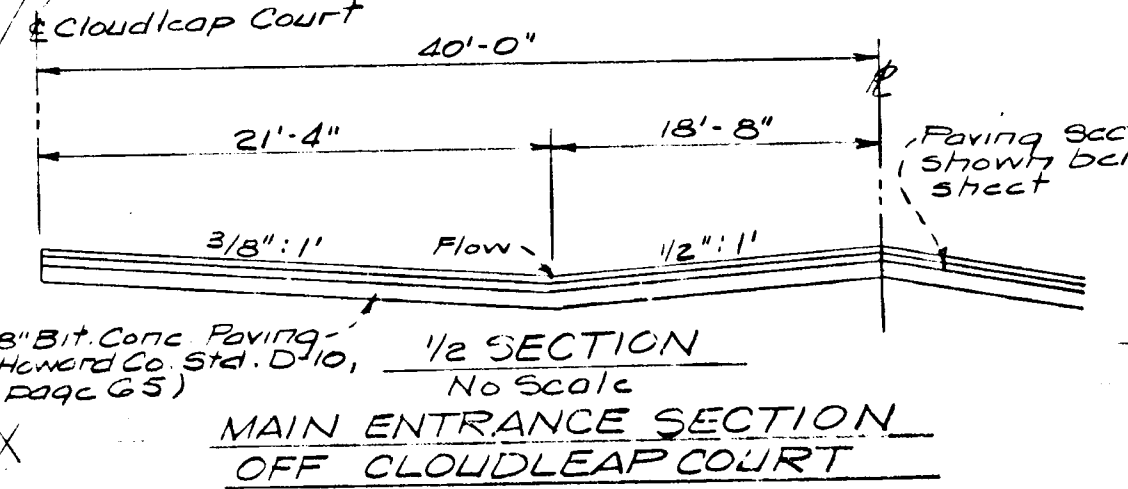 ℄ Cloudleap Court
40'-0"
℄
21'-4"
18'-8"
Paving
shown
sheet
3/8":1'
Flow
1/2":1'
8" Bit. Conc. Paving
Howard Co. Std. D-10,
page 65)
1/2 SECTION
No Scale
MAIN ENTRANCE SECTION
OFF CLOUDLEAP COURT